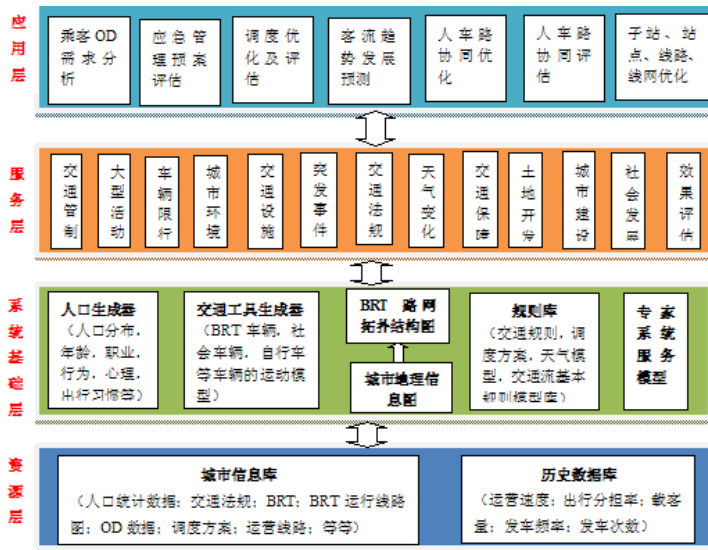 应用层
乘客OD
需求分
析
应急管
理预案
评估
调度优
化及评
估
客流趋
势发展
预测
人车路
协同优
化
人车路
协同评
估
子站、站
点、线路、
线网优化
服务层
交通管制
大型活动
车辆限行
城市环境
交通设施
突发事件
交通法规
天气变化
交通保障
土地开发
城市建设
社会发展
效果评估
系统基础层
人口生成器
（人口分布，
年龄，职业，
行为，心理，
出行习惯等）
交通工具生成器
（BRT 车辆，社
会车辆，自行车
等车辆的运动模
型）
BRT 路网
拓扑结构图
城市地理信
息图
规则库
（交通规则，调
度方案，天气模
型，交通流基本
规则模型库）
专家
系统
服务
模型
资源层
城市信息库
（人口统计数据；交通法规；BRT；BRT 运行线路
图；OD 数据；调度方案；运营线路；等等）
历史数据库
（运营速度；出行分担率；载客
量；发车频率；发车次数）